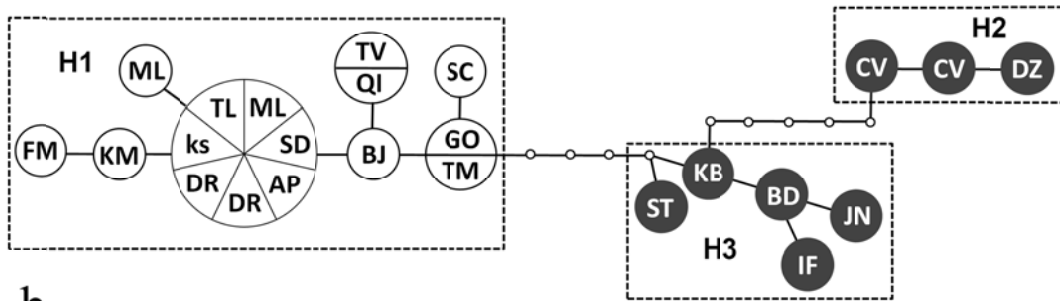 H2
CV CV DZ
H1
ML
TV
QI
SC
TL ML
ks SD
DR AP
DR
FM KM
BJ
GO
TM
KB
ST
BD
JN
IF
H3
b